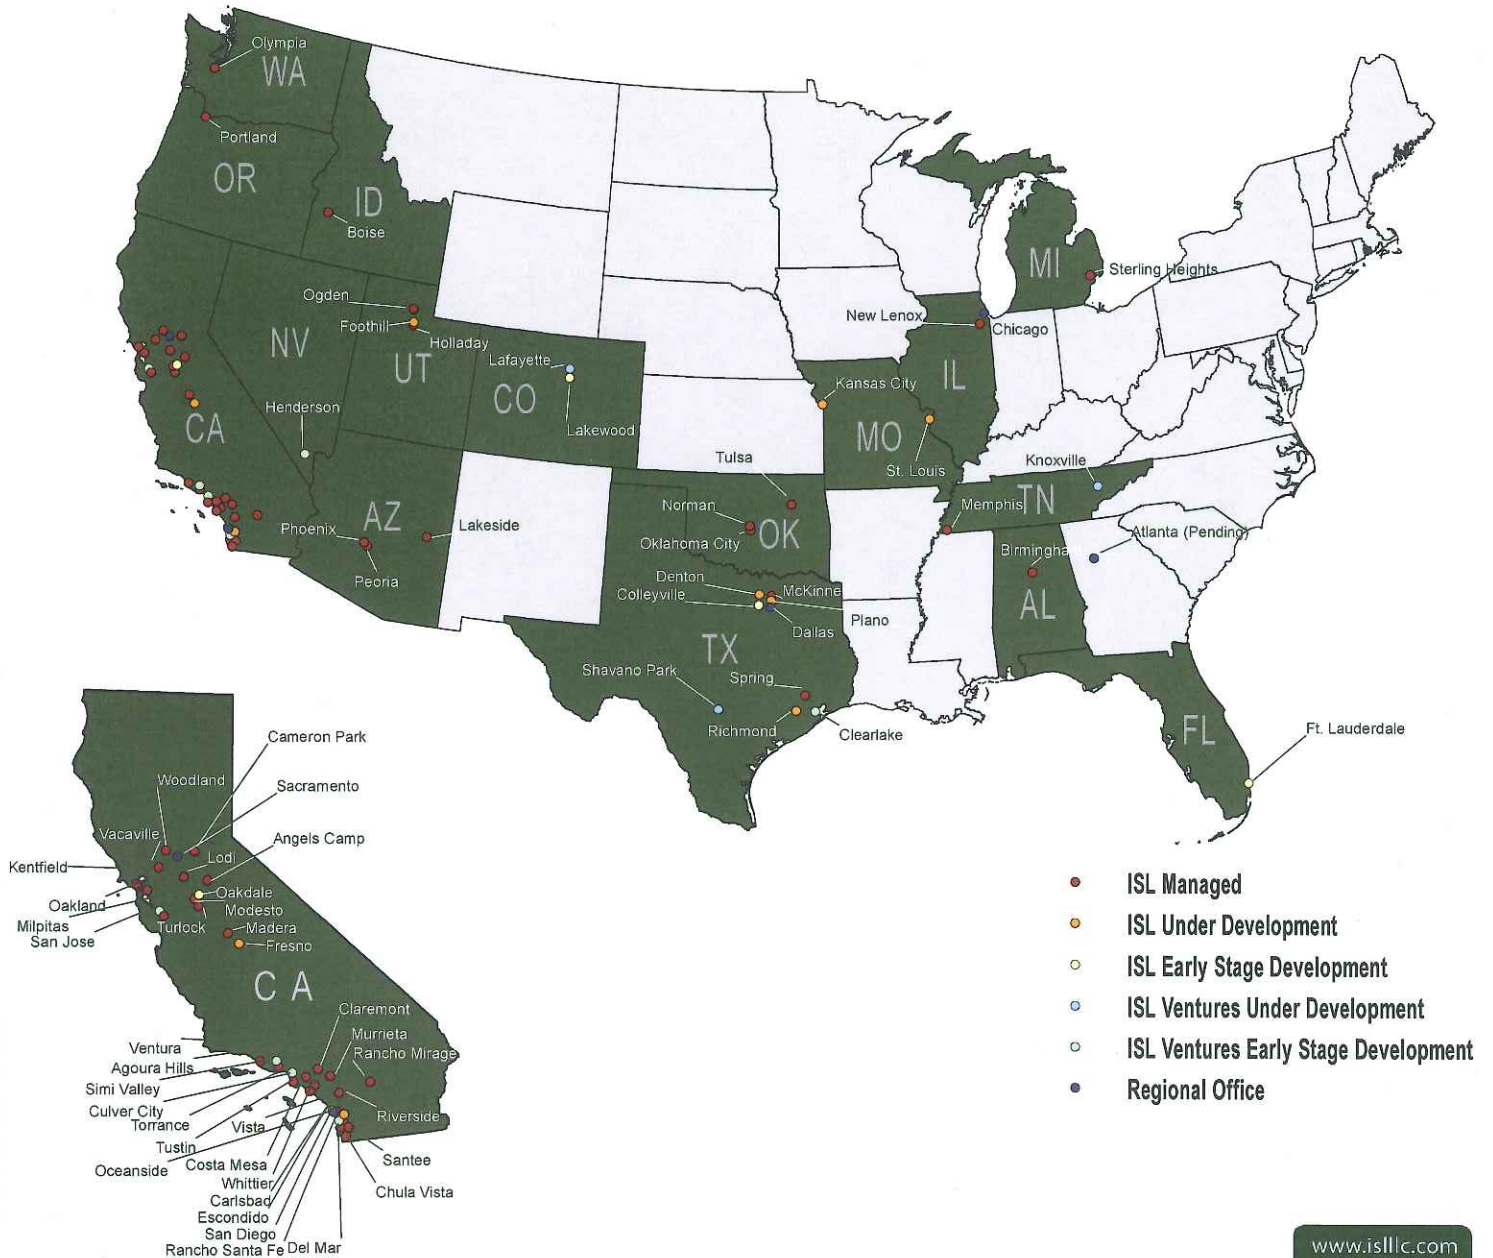 Olympia
WA
Portland
OR
ID
Boise
MI
Sterling Heights
Ogden
Foothill
Holladay
NV
UT
New Lenox
Chicago
Lafayette
CO
Lakewood
Kansas City
IL
MO
St. Louis
Henderson
CA
Tulsa
Knoxville
TN
Norman
OK
Oklahoma City
Memphis
Atlanta (Pending)
Birmingha
AL
Phoenix
AZ
Lakeside
Peoria
Denton
McKinne
Colleyville
Plano
Dallas
TX
Shavano Park
Spring
Richmond
Clearlake
FL
Ft. Lauderdale
Cameron Park
Woodland
Sacramento
Vacaville
Angels Camp
Lodi
Kentfield
Oakdale
Oakland
Modesto
Milpitas
Turlock
Madera
San Jose
Fresno
C A
Claremont
Murrieta
Rancho Mirage
Ventura
Agoura Hills
Simi Valley
Culver City
Riverside
Torrance
Vista
Tustin
Costa Mesa
Santee
Oceanside
Whittier
Chula Vista
Carlsbad
Escondido
San Diego
Rancho Santa Fe
Del Mar
ISL Managed
ISL Under Development
ISL Early Stage Development
ISL Ventures Under Development
ISL Ventures Early Stage Development
Regional Office
www.islllc.com